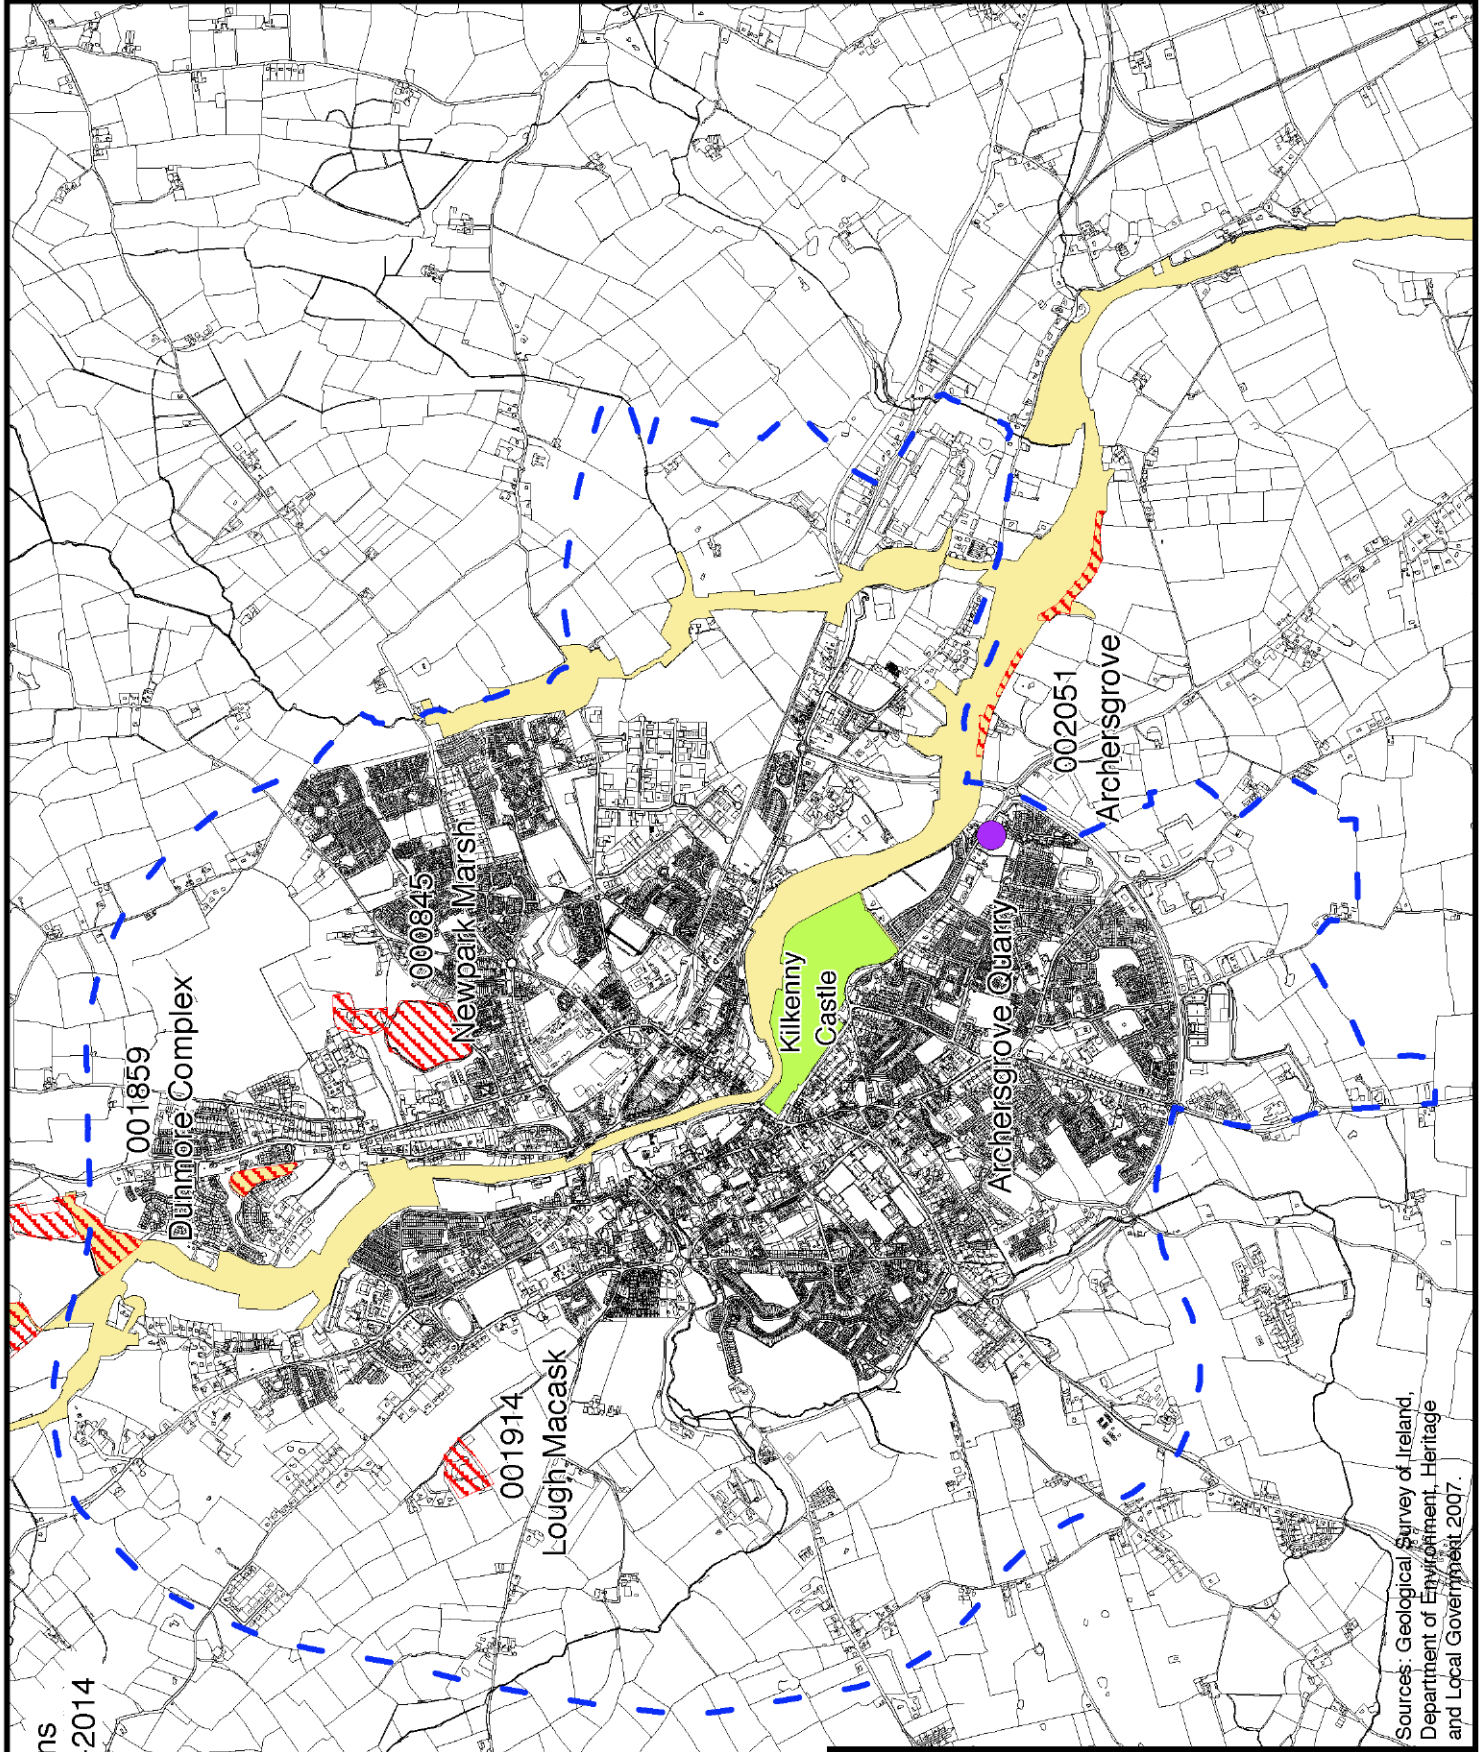 ns
-2014
001859
Dunmore Complex
000845
Newpark Marsh
001914
Lough Macask
Kilkenny
Castle
Archersgrove Quarry
002051
Archersgrove
Sources: Geological Survey of Ireland,
Department of Environment, Heritage
and Local Government 2007.